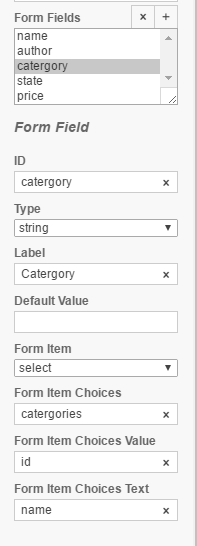 Form Fields × +
name
author
catergory
state
price
Form Field
ID
catergory ×
Type
string
Label
Catergory ×
Default Value
Form Item
select
Form Item Choices
catergories ×
Form Item Choices Value
id ×
Form Item Choices Text
name ×